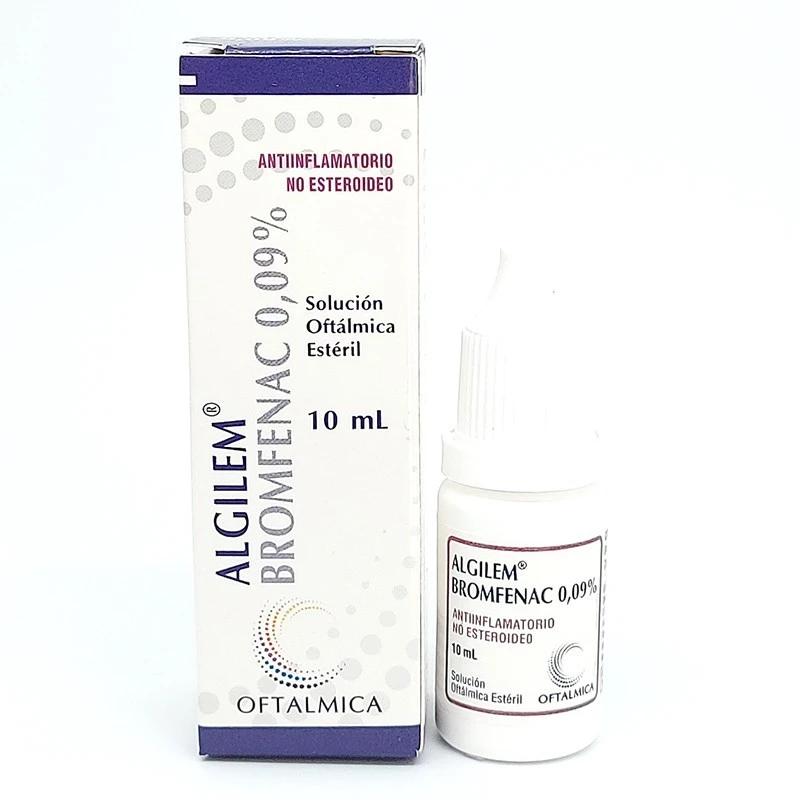 ANTIINFLAMATORIO
NO ESTEROIDEO
ALGILEM®
BROMFENAC 0,09%
Solución
Oftálmica
Estéril
10 mL
OFTALMICA
ALGILEM®
BROMFENAC 0,09%
ANTIINFLAMATORIO
NO ESTEROIDEO
10 mL
Solución
Oftálmica Estéril
OFTALMICA